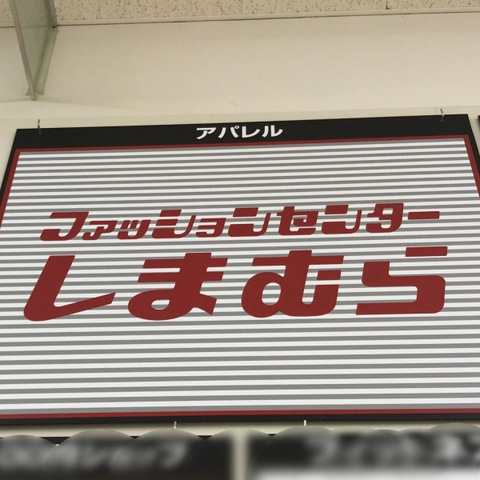 アパレル
ファッションセンター
しまむら